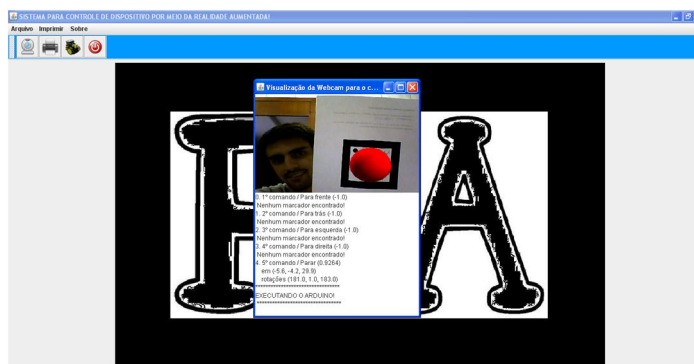 SISTEMA PARA CONTROLE DE DISPOSITIVO POR MEIO DA REALIDADE AUMENTADA!
Arquivo Imprimir Sobre
Visualização da Webcam para o c...
0. 1º comando / Para frente (-1.0)
Nenhum marcador encontrado!
1. 2º comando / Para trás (-1.0)
Nenhum marcador encontrado!
2. 3º comando / Para esquerda (-1.0)
Nenhum marcador encontrado!
3. 4º comando / Para direita (-1.0)
Nenhum marcador encontrado!
4. 5º comando / Parar (0.9264)
em (-5.6, -4.2, 29.9)
rotações (181.0, 1.0, 183.0)
EXECUTANDO O ARDUINO!
A